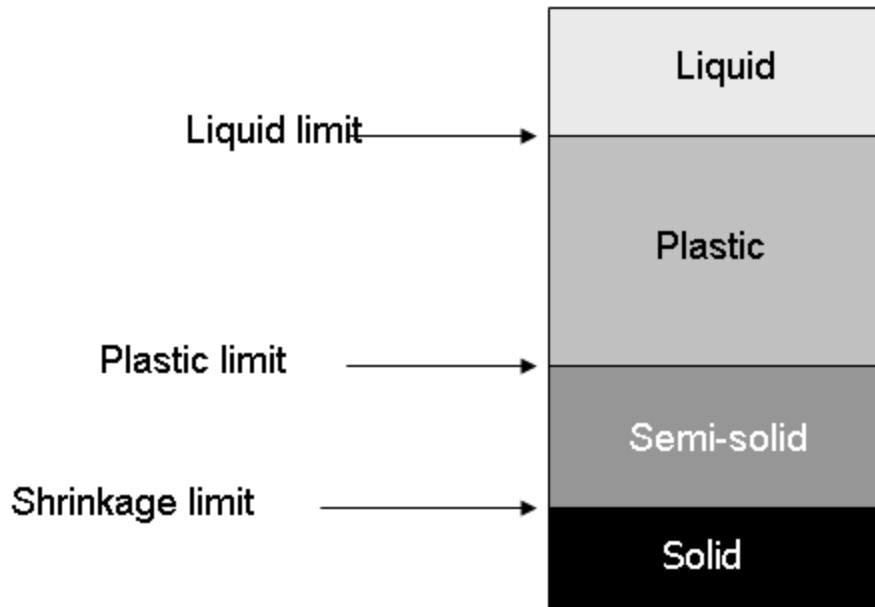 Liquid
Liquid limit
Plastic
Plastic limit
Semi-solid
Shrinkage limit
Solid